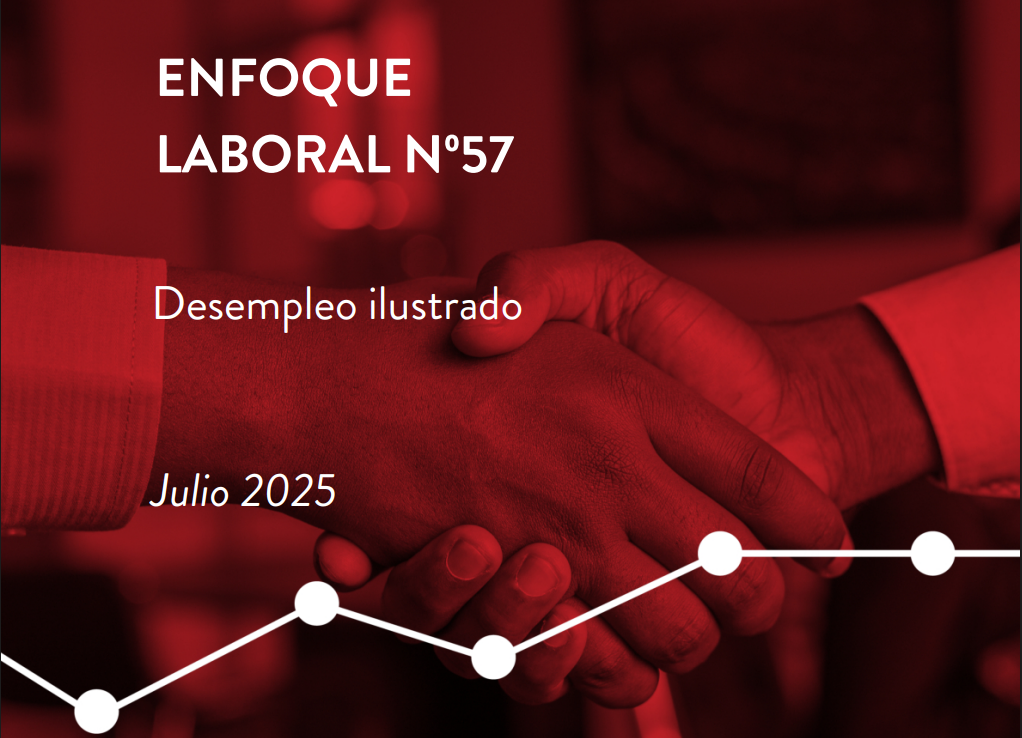 ENFOQUE
LABORAL Nº57
Desempleo ilustrado
Julio 2025